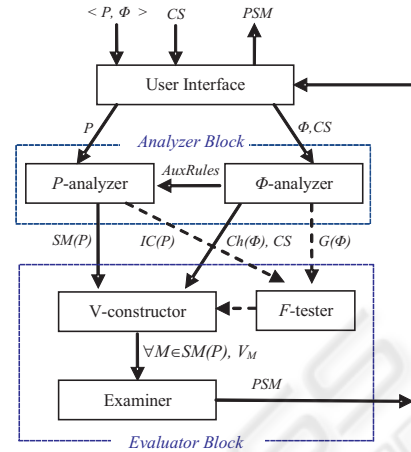 < P, Φ >
CS
PSM
User Interface
P
Φ,CS
Analyzer Block
P-analyzer
AuxRules
Φ-analyzer
SM(P)
IC(P)
Ch(Φ), CS
G(Φ)
V-constructor
F-tester
∀M∈SM(P), V_M
Examiner
PSM
Evaluator Block